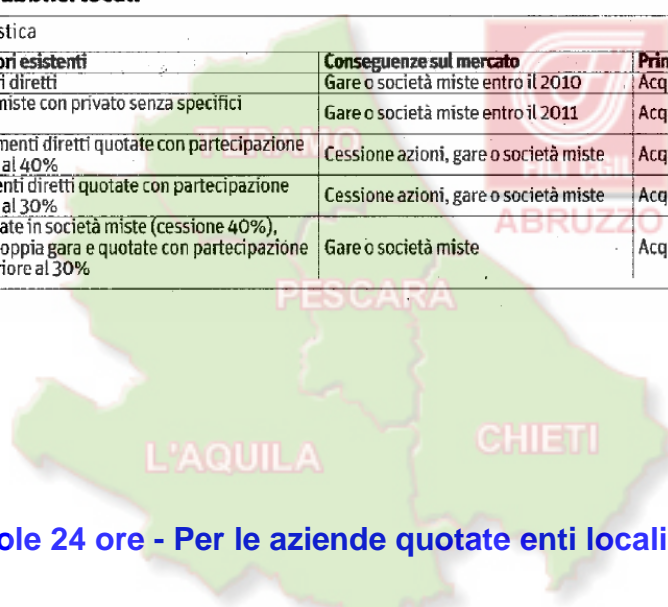 stica
ori esistenti Conseguenze sul mercato Prin
i diretti Gare o società miste entro il 2010 Acq
miste con privato senza specifici Gare o società miste entro il 2011 Acq
menti diretti quotate con partecipazione
al 40% Cessione azioni, gare o società miste Acq
enti diretti quotate con partecipazione
al 30% Cessione azioni, gare o società miste Acq
ate in società miste (cessione 40%),
oppia gara e quotate con partecipazione Gare o società miste Acq
riore al 30%
TERAMO
FILT CGIL
ABRUZZO
PESCARA
L'AQUILA
CHIETI
ole 24 ore - Per le aziende quotate enti locali